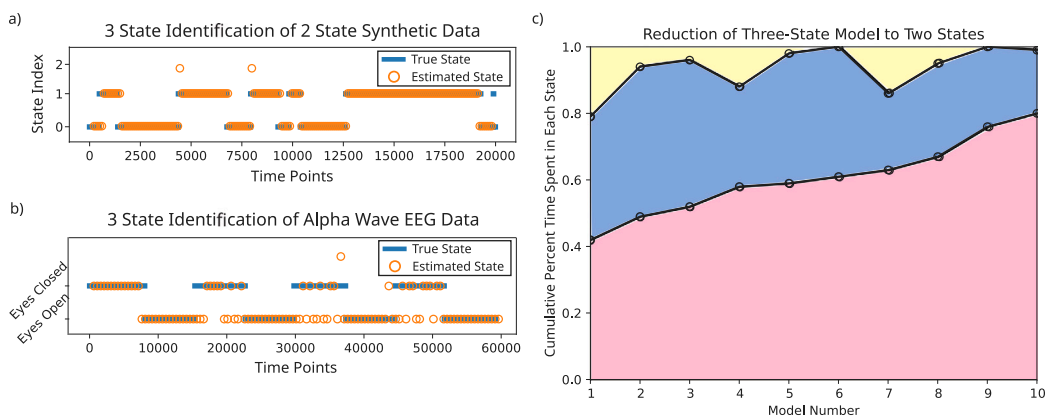 a)
3 State Identification of 2 State Synthetic Data
State Index
2
1
0
True State
Estimated State
0 2500 5000 7500 10000 12500 15000 17500 20000
Time Points
b)
3 State Identification of Alpha Wave EEG Data
Eyes Closed
Eyes Open
True State
Estimated State
0 10000 20000 30000 40000 50000 60000
Time Points
c)
Reduction of Three-State Model to Two States
Cumulative Percent Time Spent in Each State
1.0
0.8
0.6
0.4
0.2
0.0
1 2 3 4 5 6 7 8 9 10
Model Number